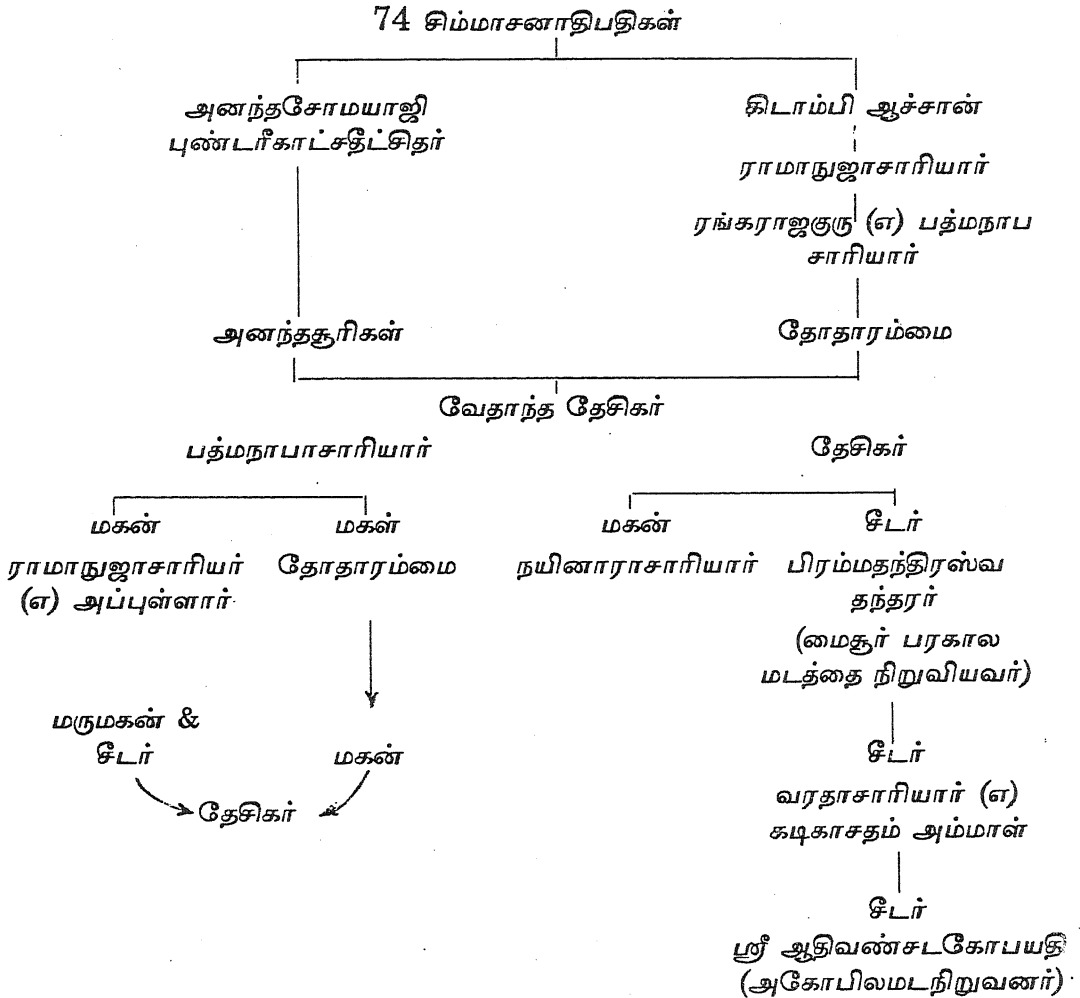 74 சிம்மாசனாதிபதிகள்
அனந்தசோமயாஜி
புண்டரீகாட்சதீட்சிதர்
கிடாம்பி ஆச்சான்
ராமாநுஜாசாரியார்
ரங்கராஜகுரு (எ) பத்மநாப
சாரியார்
அனந்தசூரிகள்
தோதாரம்மை
வேதாந்த தேசிகர்
பத்மநாபாசாரியார்
தேசிகர்
மகன்
மகள்
மகன்
சீடர்
ராமாநுஜாசாரியர்
(எ) அப்புள்ளார்
தோதாரம்மை
நயினாராசாரியார்
பிரம்மதந்திரஸ்வ
தந்தரர்
(மைசூர் பரகால
மடத்தை நிறுவியவர்)
மருமகன் &
சீடர்
மகன்
தேசிகர்
சீடர்
வரதாசாரியார் (எ)
கடிகாசதம் அம்மாள்
சீடர்
ஸ்ரீ ஆதிவண்சடகோபயதி
(அகோபிலமடநிறுவனர்)